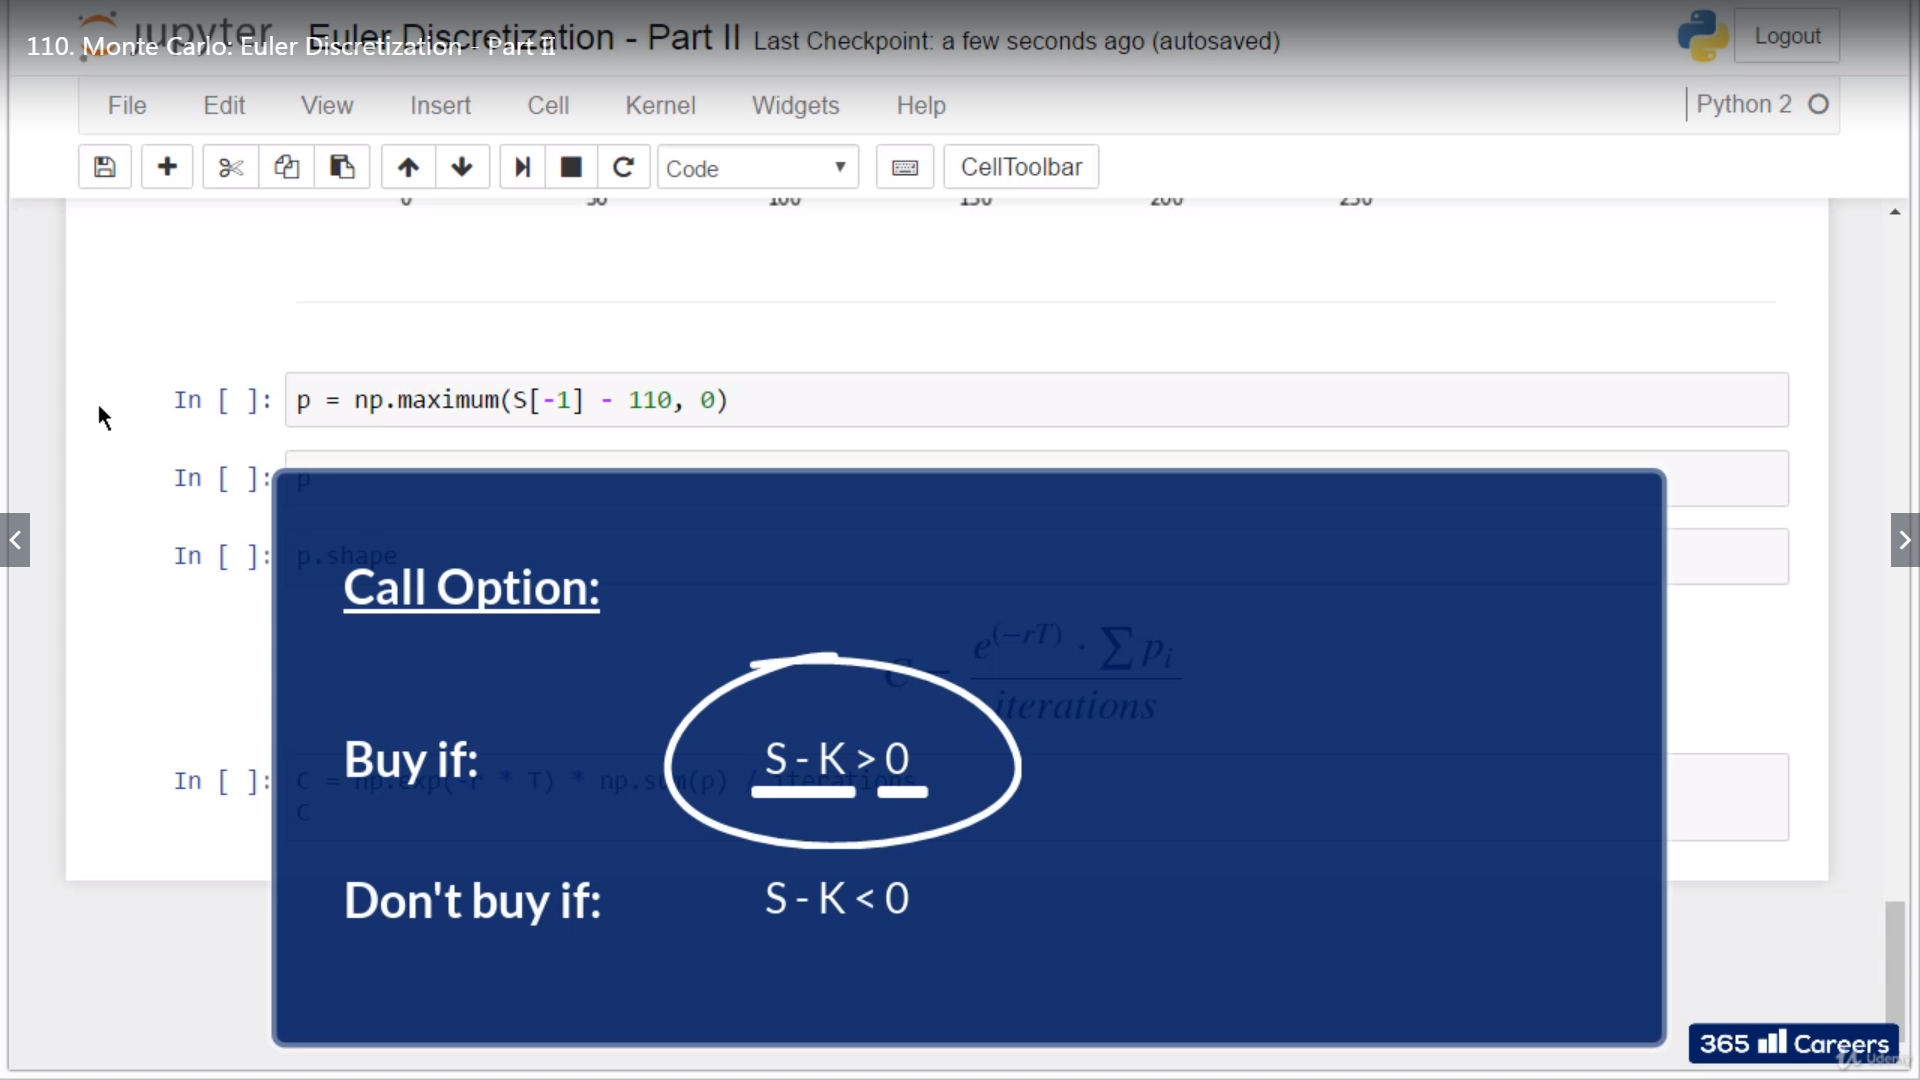 jupyter Euler Discretization - Part II Last Checkpoint: a few seconds ago (autosaved)
Logout
110. Monte Carlo: Euler Discretization - Part II
File Edit View Insert Cell Kernel Widgets Help
Python 2
Code
CellToolbar
0 50 100 150 200 250
In [ ]: p = np.maximum(S[-1] - 110, 0)
In [ ]: p
In [ ]: p.shape
Call Option:
C = e^(-rT) · ∑ p_i
iterations
Buy if: S - K > 0
In [ ]: C = np.exp(-r * T) * np.sum(p) / iterations
C
Don't buy if: S - K < 0
365 Careers
Udemy